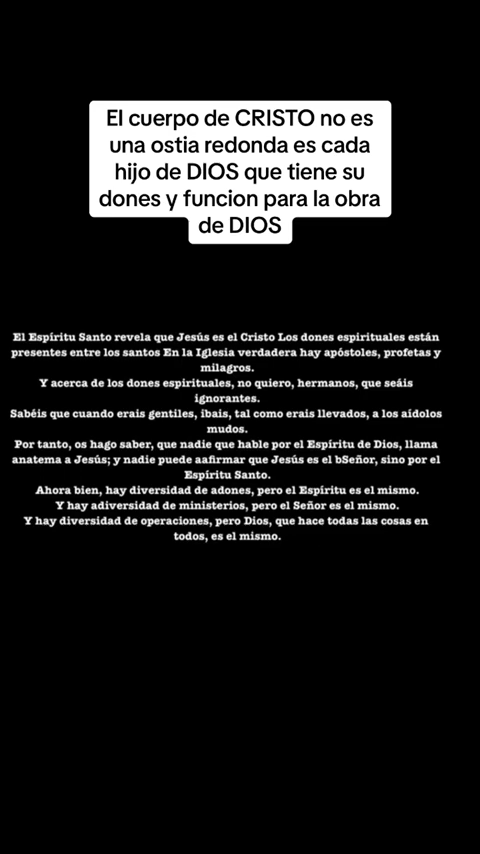 El cuerpo de CRISTO no es
una ostia redonda es cada
hijo de DIOS que tiene su
dones y funcion para la obra
de DIOS
El Espíritu Santo revela que Jesús es el Cristo Los dones espirituales están
presentes entre los santos En la Iglesia verdadera hay apóstoles, profetas y
milagros.
Y acerca de los dones espirituales, no quiero, hermanos, que seáis
ignorantes.
Sabéis que cuando erais gentiles, ibais, tal como erais llevados, a los aídolos
mudos.
Por tanto, os hago saber, que nadie que hable por el Espíritu de Dios, llama
anatema a Jesús; y nadie puede aafirmar que Jesús es el bSeñor, sino por el
Espíritu Santo.
Ahora bien, hay diversidad de adones, pero el Espíritu es el mismo.
Y hay adiversidad de ministerios, pero el Señor es el mismo.
Y hay diversidad de operaciones, pero Dios, que hace todas las cosas en
todos, es el mismo.